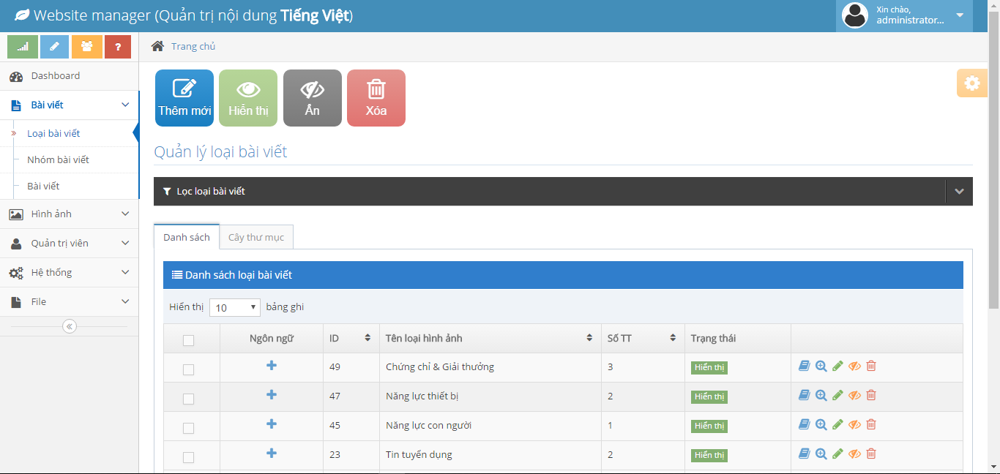 Website manager (Quản trị nội dung Tiếng Việt)
Xin chào,
administrator...
?
Trang chủ
Dashboard
Bài viết
Loại bài viết
Nhóm bài viết
Bài viết
Hình ảnh
Quản trị viên
Hệ thống
File
Thêm mới
Hiển thị
Ẩn
Xóa
Quản lý loại bài viết
Lọc loại bài viết
Danh sách
Cây thư mục
Danh sách loại bài viết
Hiển thị 10 bảng ghi
Ngôn ngữ ID Tên loại hình ảnh Số TT Trạng thái
49 Chứng chỉ & Giải thưởng 3 Hiển thị
47 Năng lực thiết bị 2 Hiển thị
45 Năng lực con người 1 Hiển thị
23 Tin tuyển dụng 2 Hiển thị